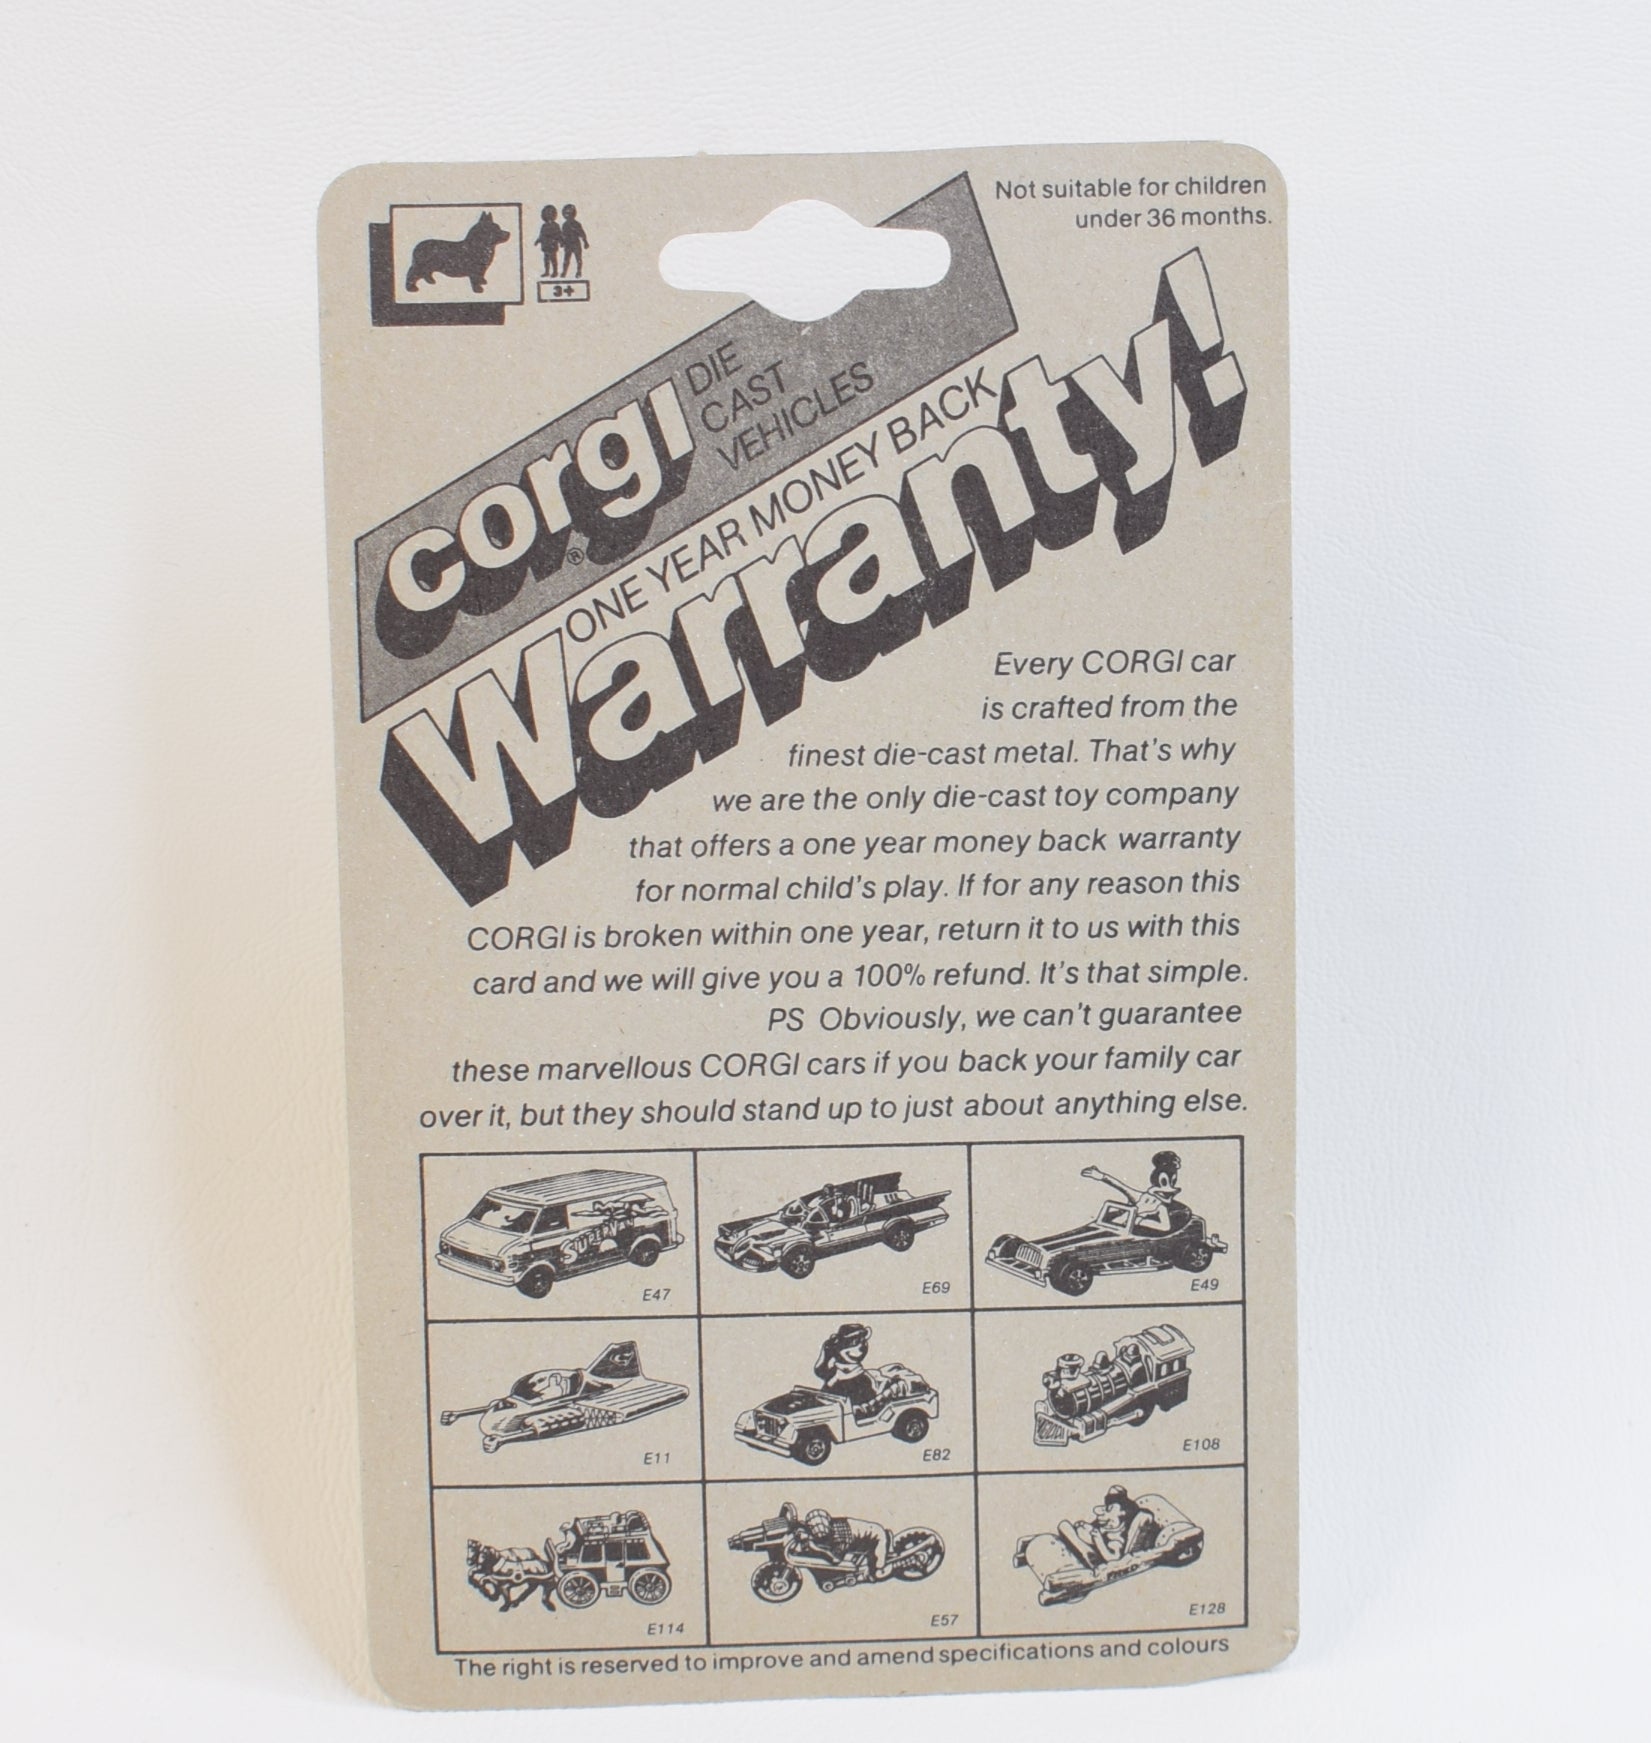 Not suitable for children
under 36 months.
3+
corgi
®
DIE
CAST
VEHICLES
ONE YEAR MONEY BACK
Warranty!
Every CORGI car
is crafted from the
finest die-cast metal. That's why
we are the only die-cast toy company
that offers a one year money back warranty
for normal child's play. If for any reason this
CORGI is broken within one year, return it to us with this
card and we will give you a 100% refund. It's that simple.
PS Obviously, we can't guarantee
these marvellous CORGI cars if you back your family car
over it, but they should stand up to just about anything else.
SUPERVAN
E47
E69
E49
E11
E82
E108
E114
E57
FRED
E128
The right is reserved to improve and amend specifications and colours